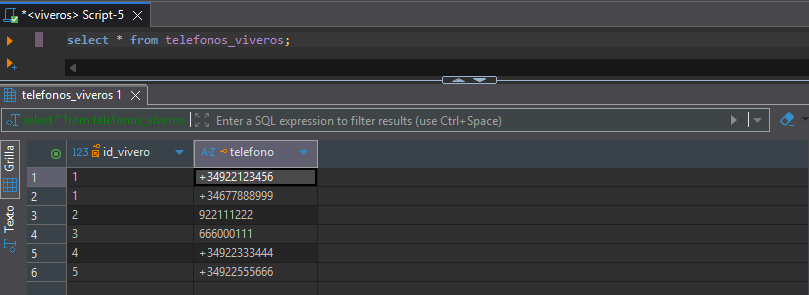 *<viveros> Script-5
select * from telefonos_viveros;
telefonos_viveros 1
select * from telefonos_viveros
Enter a SQL expression to filter results (use Ctrl+Space)
Grilla
Texto
123 id_vivero
A-Z telefono
1 1 +34922123456
2 1 +34677888999
3 2 922111222
4 3 666000111
5 4 +34922333444
6 5 +34922555666